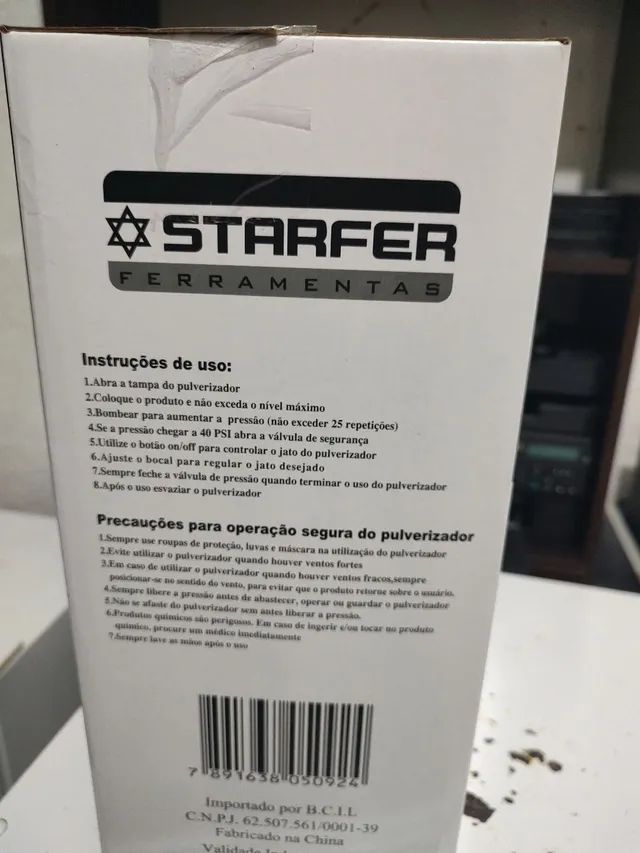 STARFER
FERRAMENTAS
Instruções de uso:
1.Abra a tampa do pulverizador
2.Coloque o produto e não exceda o nível máximo
3.Bombear para aumentar a pressão (não exceder 25 repetições)
4.Se a pressão chegar a 40 PSI abra a válvula de segurança
5.Utilize o botão on/off para controlar o jato do pulverizador
6.Ajuste o bocal para regular o jato desejado
7.Sempre feche a válvula de pressão quando terminar o uso do pulverizador
8.Após o uso esvaziar o pulverizador
Precauções para operação segura do pulverizador
1.Sempre use roupas de proteção, luvas e máscara na utilização do pulverizador
2.Evite utilizar o pulverizador quando houver ventos fortes
3.Em caso de utilizar o pulverizador quando houver ventos fracos,sempre
posicionar-se no sentido do vento, para evitar que o produto retorne sobre o usuário.
4.Sempre libere a pressão antes de abastecer, operar ou guardar o pulverizador
5.Não se afaste do pulverizador sem antes liberar a pressão.
6.Produtos químicos são perigosos. Em caso de ingerir e/ou tocar no produto
químico, procure um médico imediatamente
7.Sempre lave as mãos após o uso
7 891638 050924
Importado por B.C.I.L
C.N.P.J. 62.507.561/0001-39
Fabricado na China
Validade